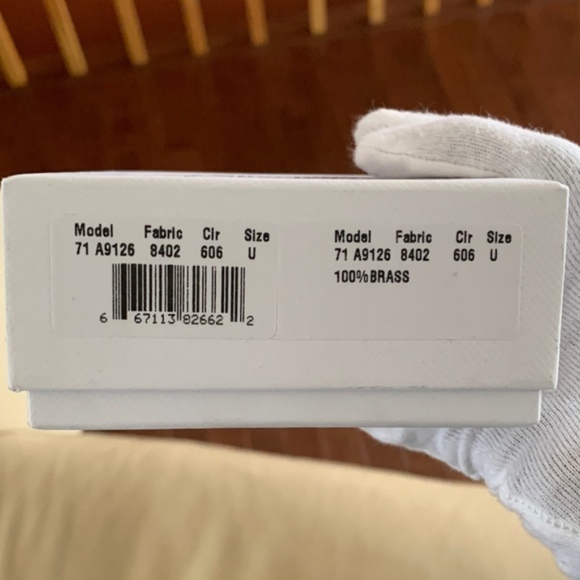 Model Fabric Clr Size
71 A9126 8402 606 U
6 67113 82662 2
Model Fabric Clr Size
71 A9126 8402 606 U
100%BRASS